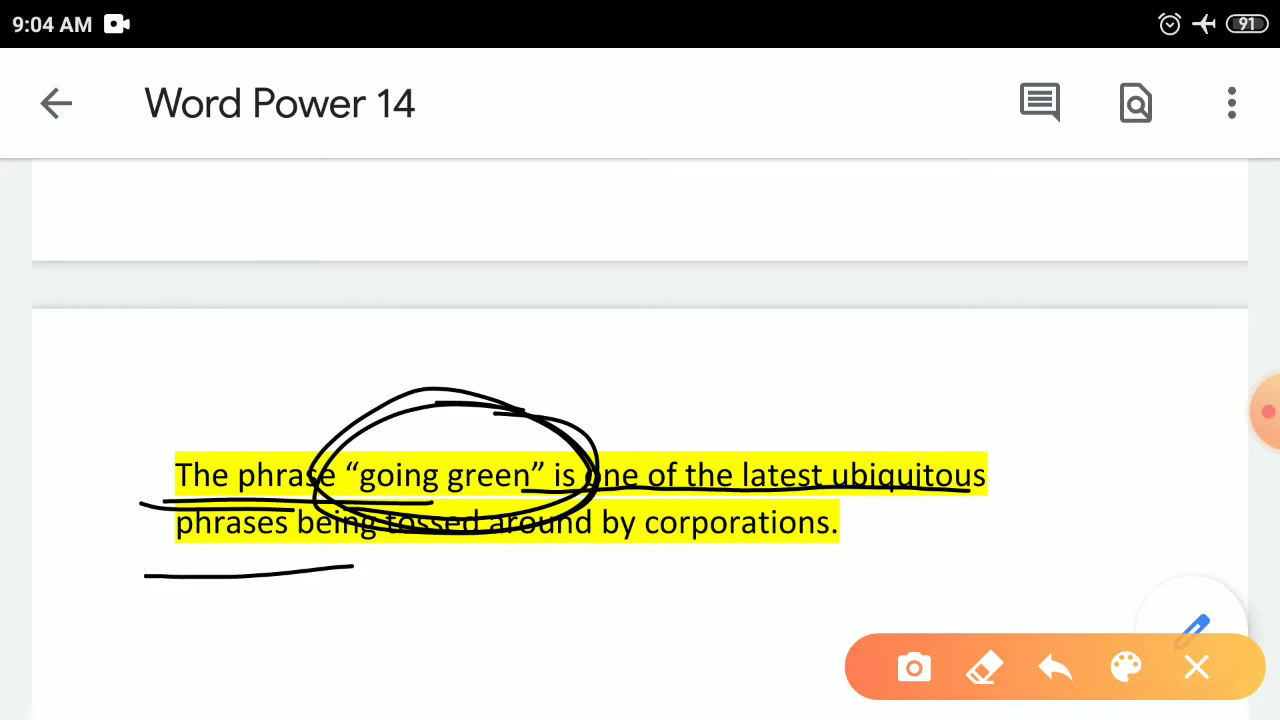 9:04 AM
91
Word Power 14
The phrase “going green” is one of the latest ubiquitous
phrases being tossed around by corporations.